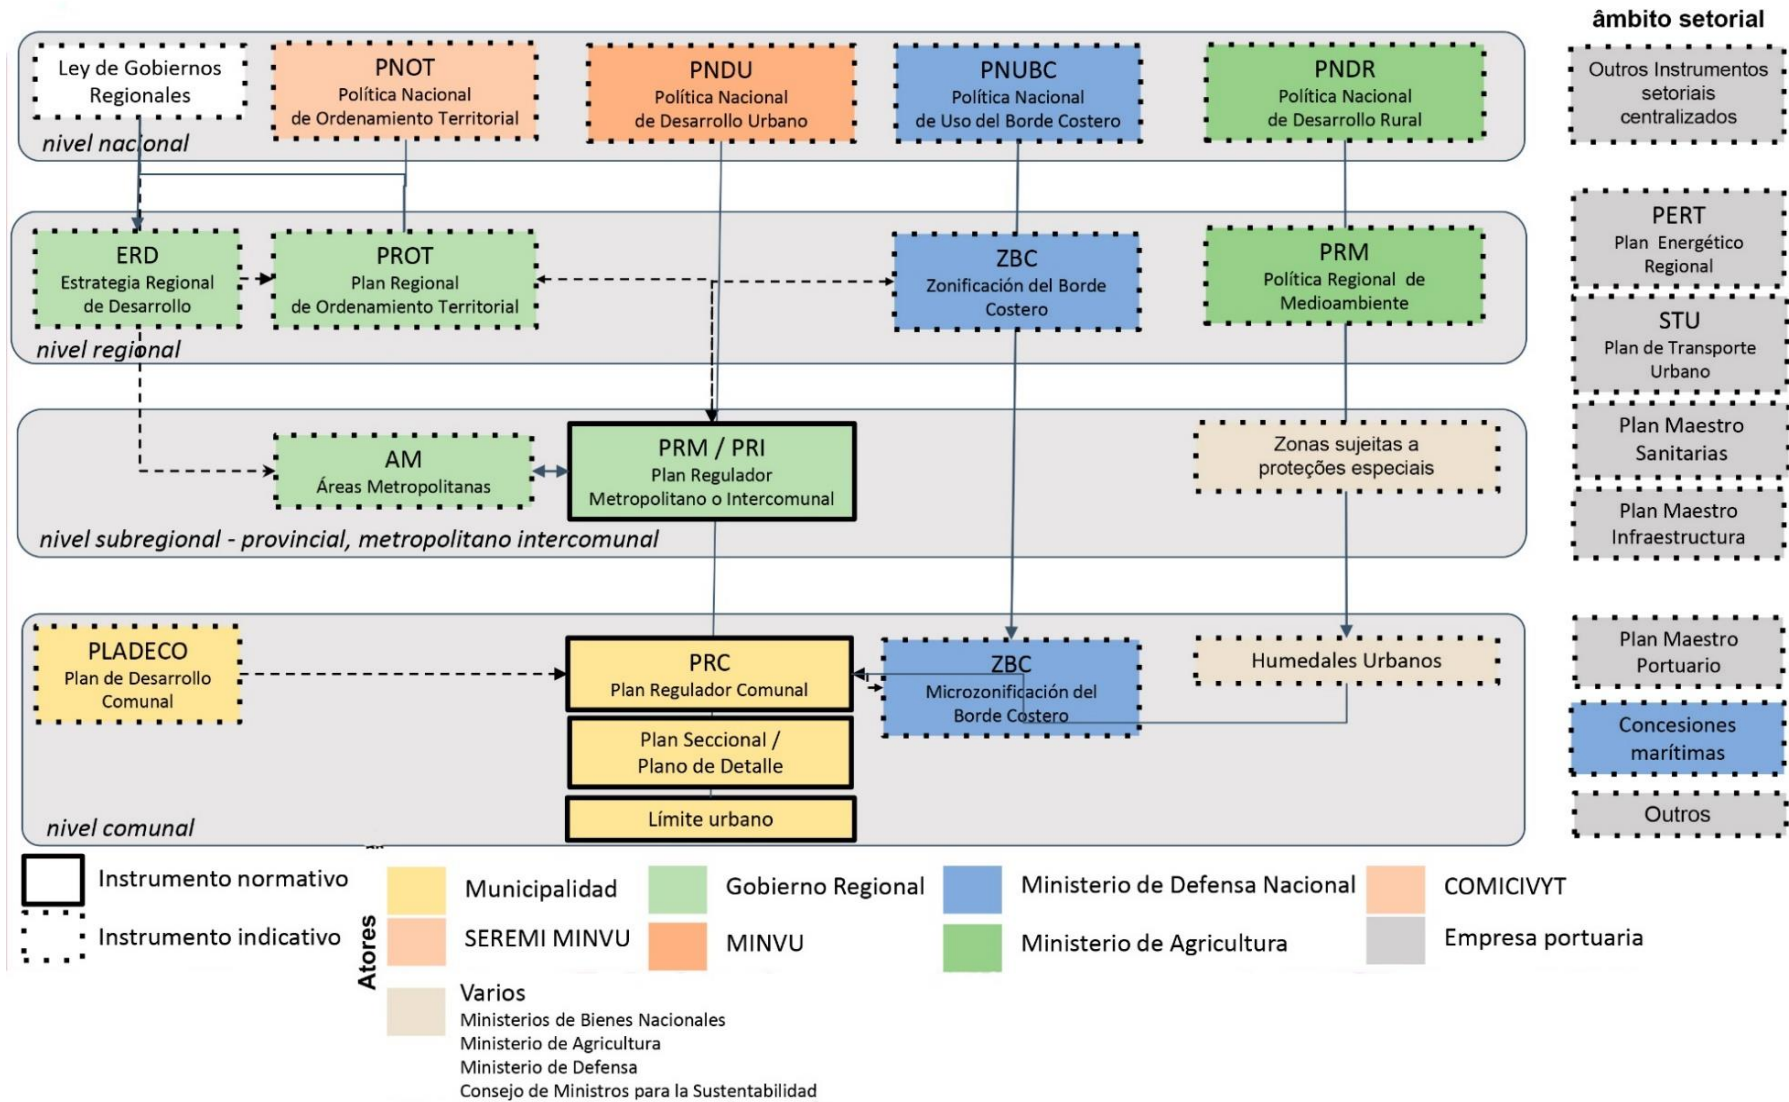 âmbito setorial
Ley de Gobiernos
Regionales
PNOT
Política Nacional
de Ordenamiento Territorial
PNDU
Política Nacional
de Desarrollo Urbano
PNUBC
Política Nacional
de Uso del Borde Costero
PNDR
Política Nacional
de Desarrollo Rural
Outros Instrumentos
setoriais
centralizados
nivel nacional
ERD
Estrategia Regional
de Desarrollo
PROT
Plan Regional
de Ordenamiento Territorial
ZBC
Zonificación del Borde
Costero
PRM
Política Regional de
Medioambiente
PERT
Plan Energético
Regional
nivel regional
STU
Plan de Transporte
Urbano
AM
Áreas Metropolitanas
PRM / PRI
Plan Regulador
Metropolitano o Intercomunal
Zonas sujeitas a
proteções especiais
Plan Maestro
Sanitarias
nivel subregional - provincial, metropolitano intercomunal
Plan Maestro
Infraestructura
PLADECO
Plan de Desarrollo
Comunal
PRC
Plan Regulador Comunal
ZBC
Microzonificación del
Borde Costero
Humedales Urbanos
Plan Maestro
Portuario
Plan Seccional /
Plano de Detalle
Concesiones
marítimas
Límite urbano
Outros
nivel comunal
Instrumento normativo
Instrumento indicativo
Atores
Municipalidad
Gobierno Regional
Ministerio de Defensa Nacional
COMICIVYT
SEREMI MINVU
MINVU
Ministerio de Agricultura
Empresa portuaria
Varios
Ministerios de Bienes Nacionales
Ministerio de Agricultura
Ministerio de Defensa
Consejo de Ministros para la Sustentabilidad